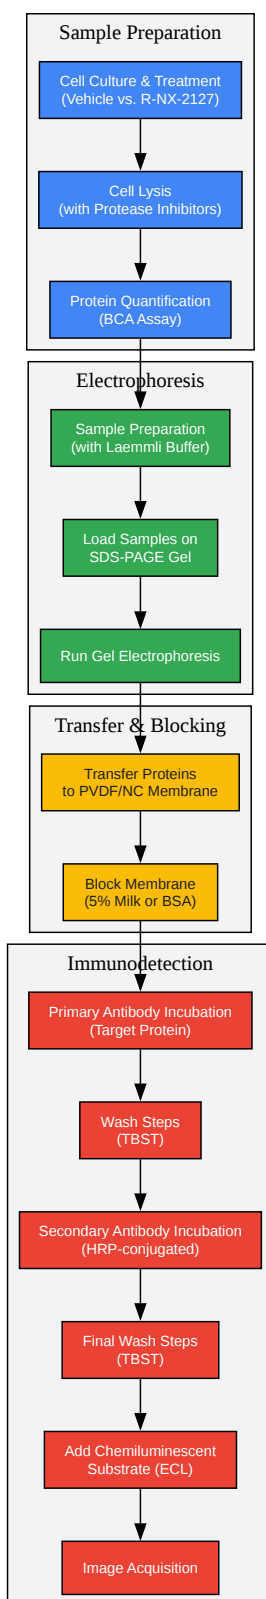 Sample Preparation
Cell Culture & Treatment
(Vehicle vs. R-NX-2127)
Cell Lysis
(with Protease Inhibitors)
Protein Quantification
(BCA Assay)
Electrophoresis
Sample Preparation
(with Laemmli Buffer)
Load Samples on
SDS-PAGE Gel
Run Gel Electrophoresis
Transfer & Blocking
Transfer Proteins
to PVDF/NC Membrane
Block Membrane
(5% Milk or BSA)
Immunodetection
Primary Antibody Incubation
(Target Protein)
Wash Steps
(TBST)
Secondary Antibody Incubation
(HRP-conjugated)
Final Wash Steps
(TBST)
Add Chemiluminescent
Substrate (ECL)
Image Acquisition